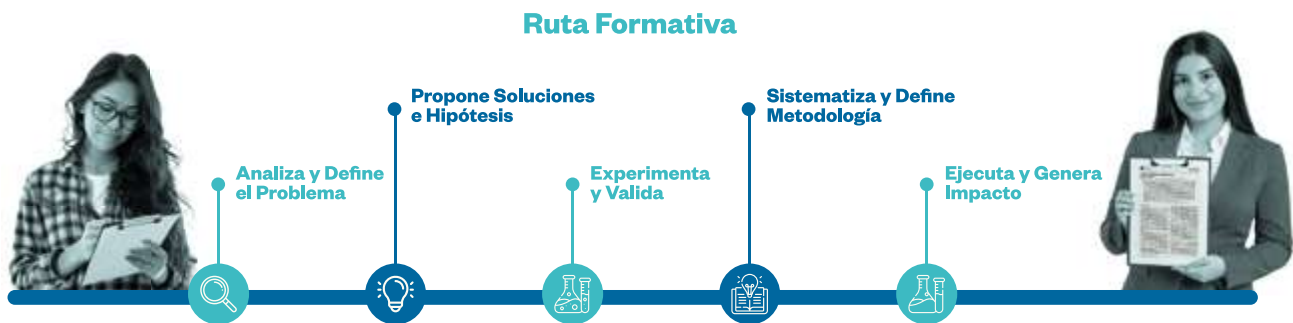 Ruta Formativa
Analiza y Define
el Problema
Propone Soluciones
e Hipótesis
Experimenta
y Valida
Sistematiza y Define
Metodología
Ejecuta y Genera
Impacto